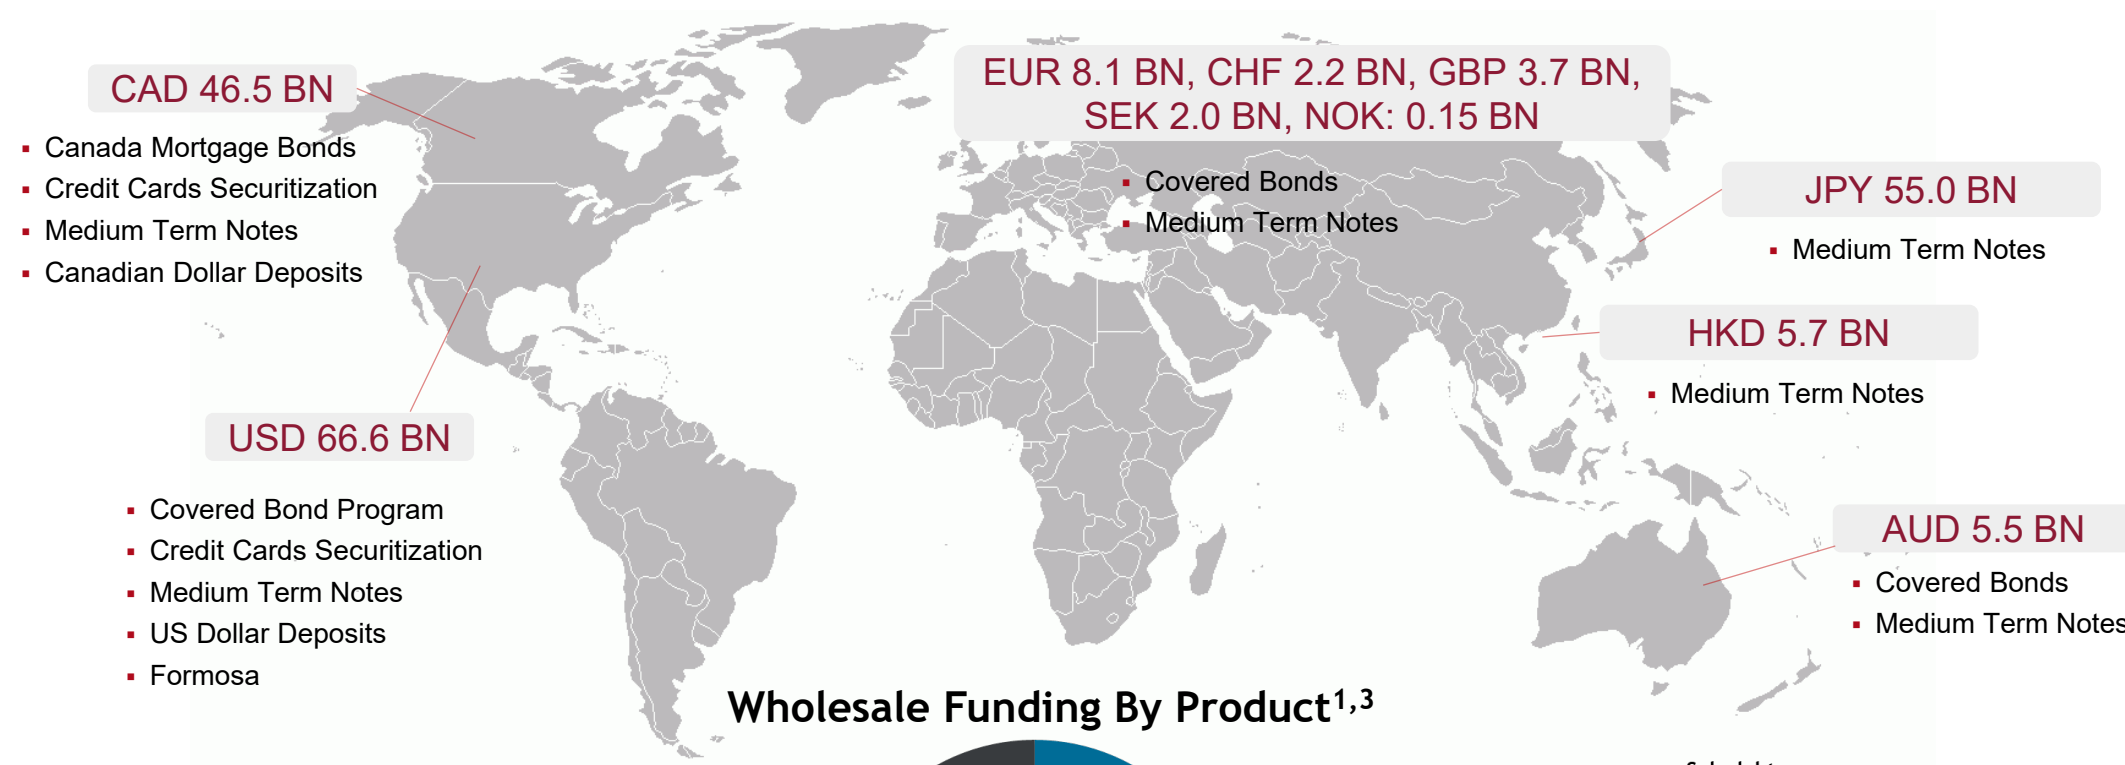 CAD 46.5 BN
▪ Canada Mortgage Bonds
▪ Credit Cards Securitization
▪ Medium Term Notes
▪ Canadian Dollar Deposits
USD 66.6 BN
▪ Covered Bond Program
▪ Credit Cards Securitization
▪ Medium Term Notes
▪ US Dollar Deposits
▪ Formosa
EUR 8.1 BN, CHF 2.2 BN, GBP 3.7 BN,
SEK 2.0 BN, NOK: 0.15 BN
▪ Covered Bonds
▪ Medium Term Notes
JPY 55.0 BN
▪ Medium Term Notes
HKD 5.7 BN
▪ Medium Term Notes
AUD 5.5 BN
▪ Covered Bonds
▪ Medium Term Notes
Wholesale Funding By Product¹,³